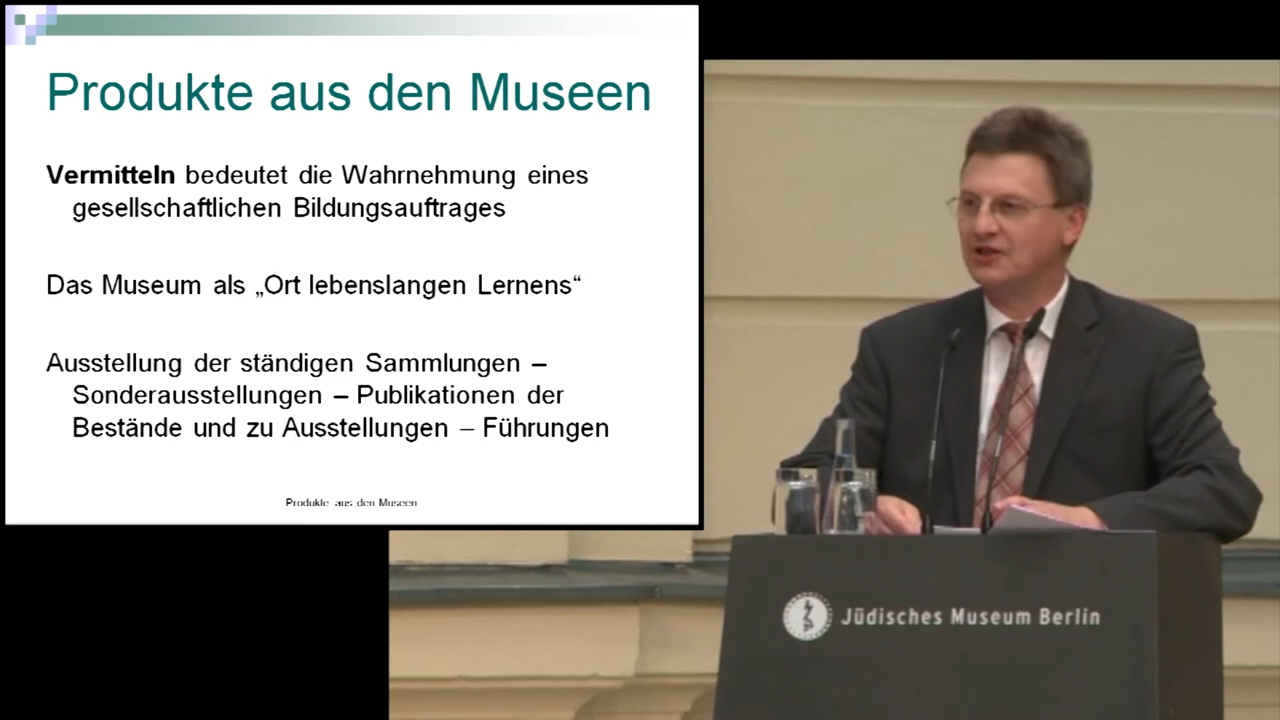 Produkte aus den Museen
Vermitteln bedeutet die Wahrnehmung eines
gesellschaftlichen Bildungsauftrages
Das Museum als „Ort lebenslangen Lernens“
Ausstellung der ständigen Sammlungen –
Sonderausstellungen – Publikationen der
Bestände und zu Ausstellungen – Führungen
Produkte aus den Museen
Jüdisches Museum Berlin